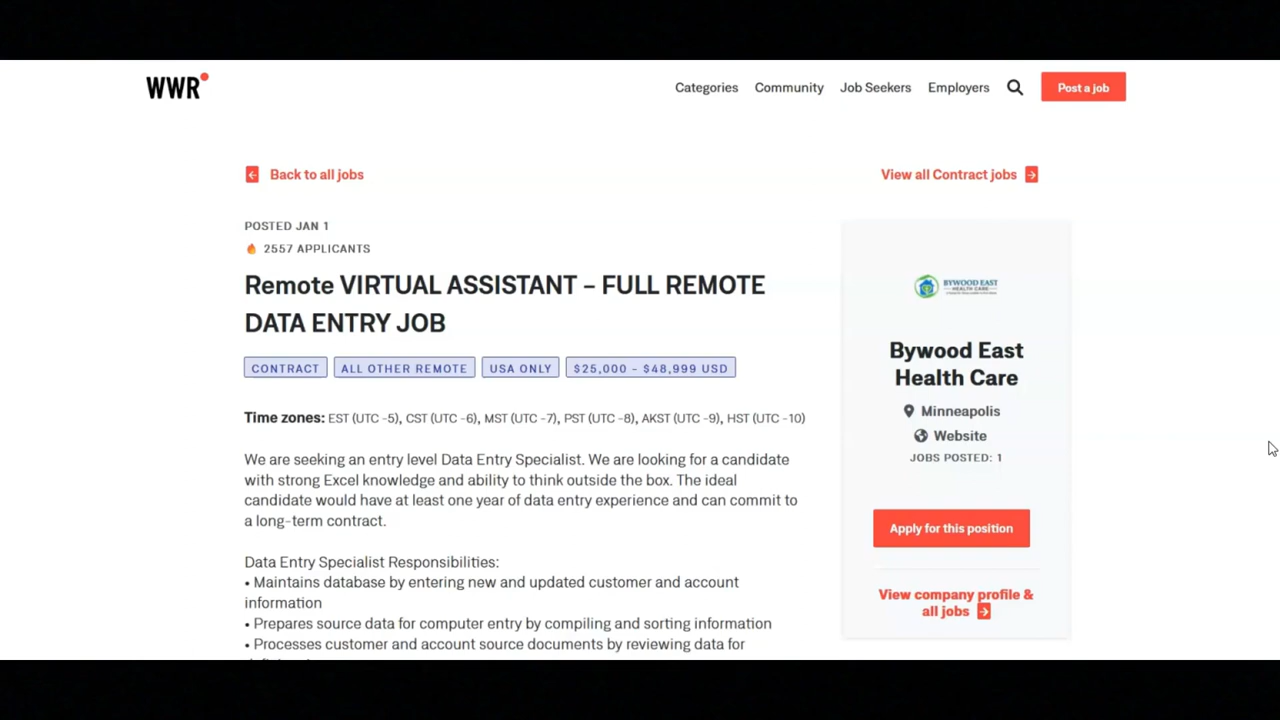 WWR
Categories
Community
Job Seekers
Employers
Post a job
Back to all jobs
View all Contract jobs
POSTED JAN 1
2557 APPLICANTS
Remote VIRTUAL ASSISTANT – FULL REMOTE
DATA ENTRY JOB
CONTRACT
ALL OTHER REMOTE
USA ONLY
$25,000 – $48,999 USD
Time zones: EST (UTC -5), CST (UTC -6), MST (UTC -7), PST (UTC -8), AKST (UTC -9), HST (UTC -10)
We are seeking an entry level Data Entry Specialist. We are looking for a candidate
with strong Excel knowledge and ability to think outside the box. The ideal
candidate would have at least one year of data entry experience and can commit to
a long-term contract.
Data Entry Specialist Responsibilities:
• Maintains database by entering new and updated customer and account
information
• Prepares source data for computer entry by compiling and sorting information
• Processes customer and account source documents by reviewing data for
BYWOOD EAST
HEALTH CARE
Bywood East
Health Care
Minneapolis
Website
JOBS POSTED: 1
Apply for this position
View company profile &
all jobs